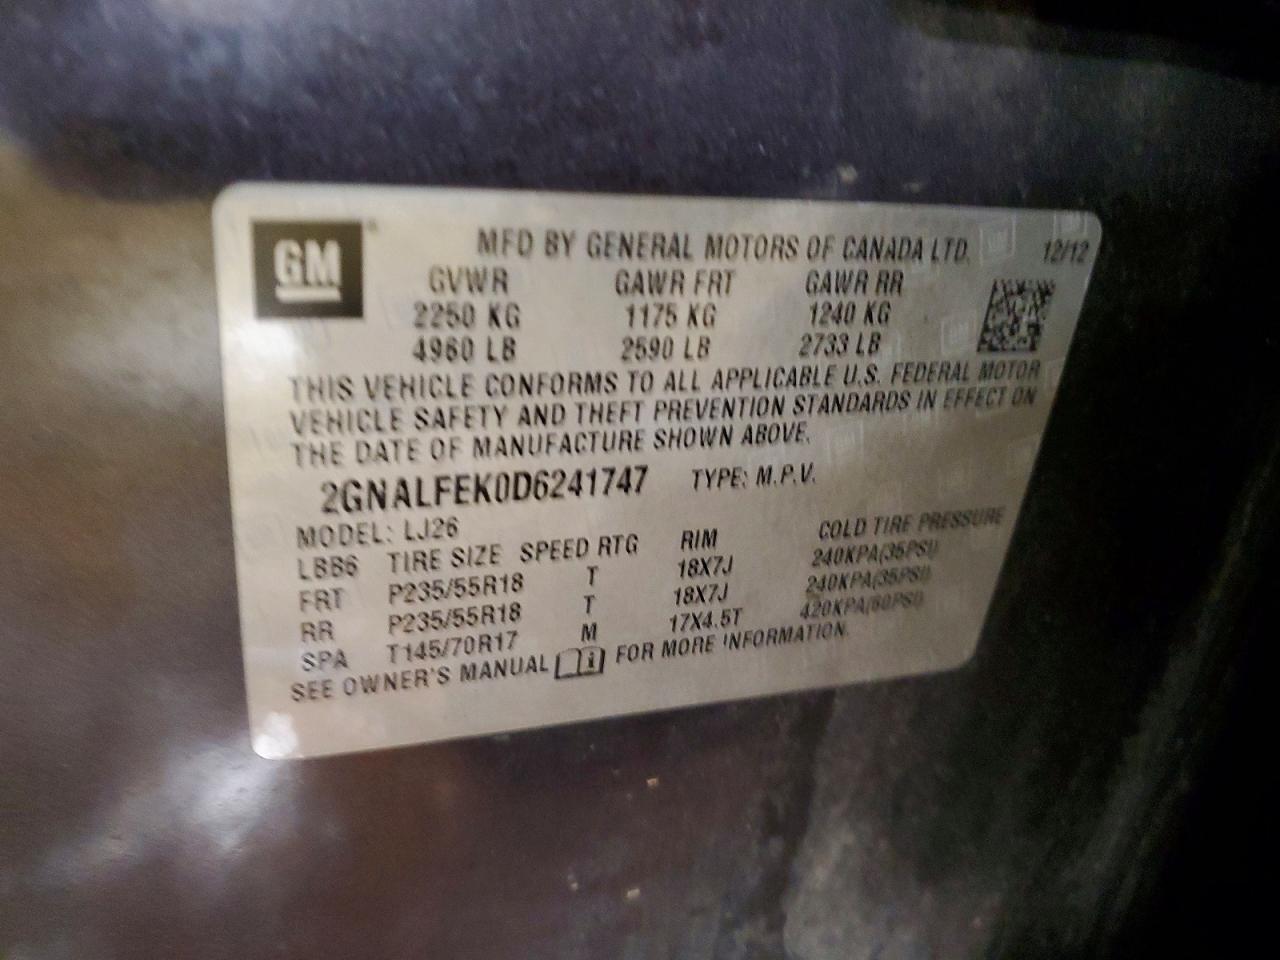 GM
MFD BY GENERAL MOTORS OF CANADA LTD. 12/12
GVWR GAWR FRT GAWR RR
2250 KG 1175 KG 1240 KG
4960 LB 2590 LB 2733 LB
THIS VEHICLE CONFORMS TO ALL APPLICABLE U.S. FEDERAL MOTOR
VEHICLE SAFETY AND THEFT PREVENTION STANDARDS IN EFFECT ON
THE DATE OF MANUFACTURE SHOWN ABOVE.
2GNALFEK0D6241747 TYPE: M.P.V.
MODEL: LJ26
LBB6 TIRE SIZE SPEED RTG RIM COLD TIRE PRESSURE
FRT P235/55R18 T 18X7J 240KPA(35PSI)
RR P235/55R18 T 18X7J 240KPA(35PSI)
SPA T145/70R17 M 17X4.5T 420KPA(60PSI)
SEE OWNER'S MANUAL i FOR MORE INFORMATION.